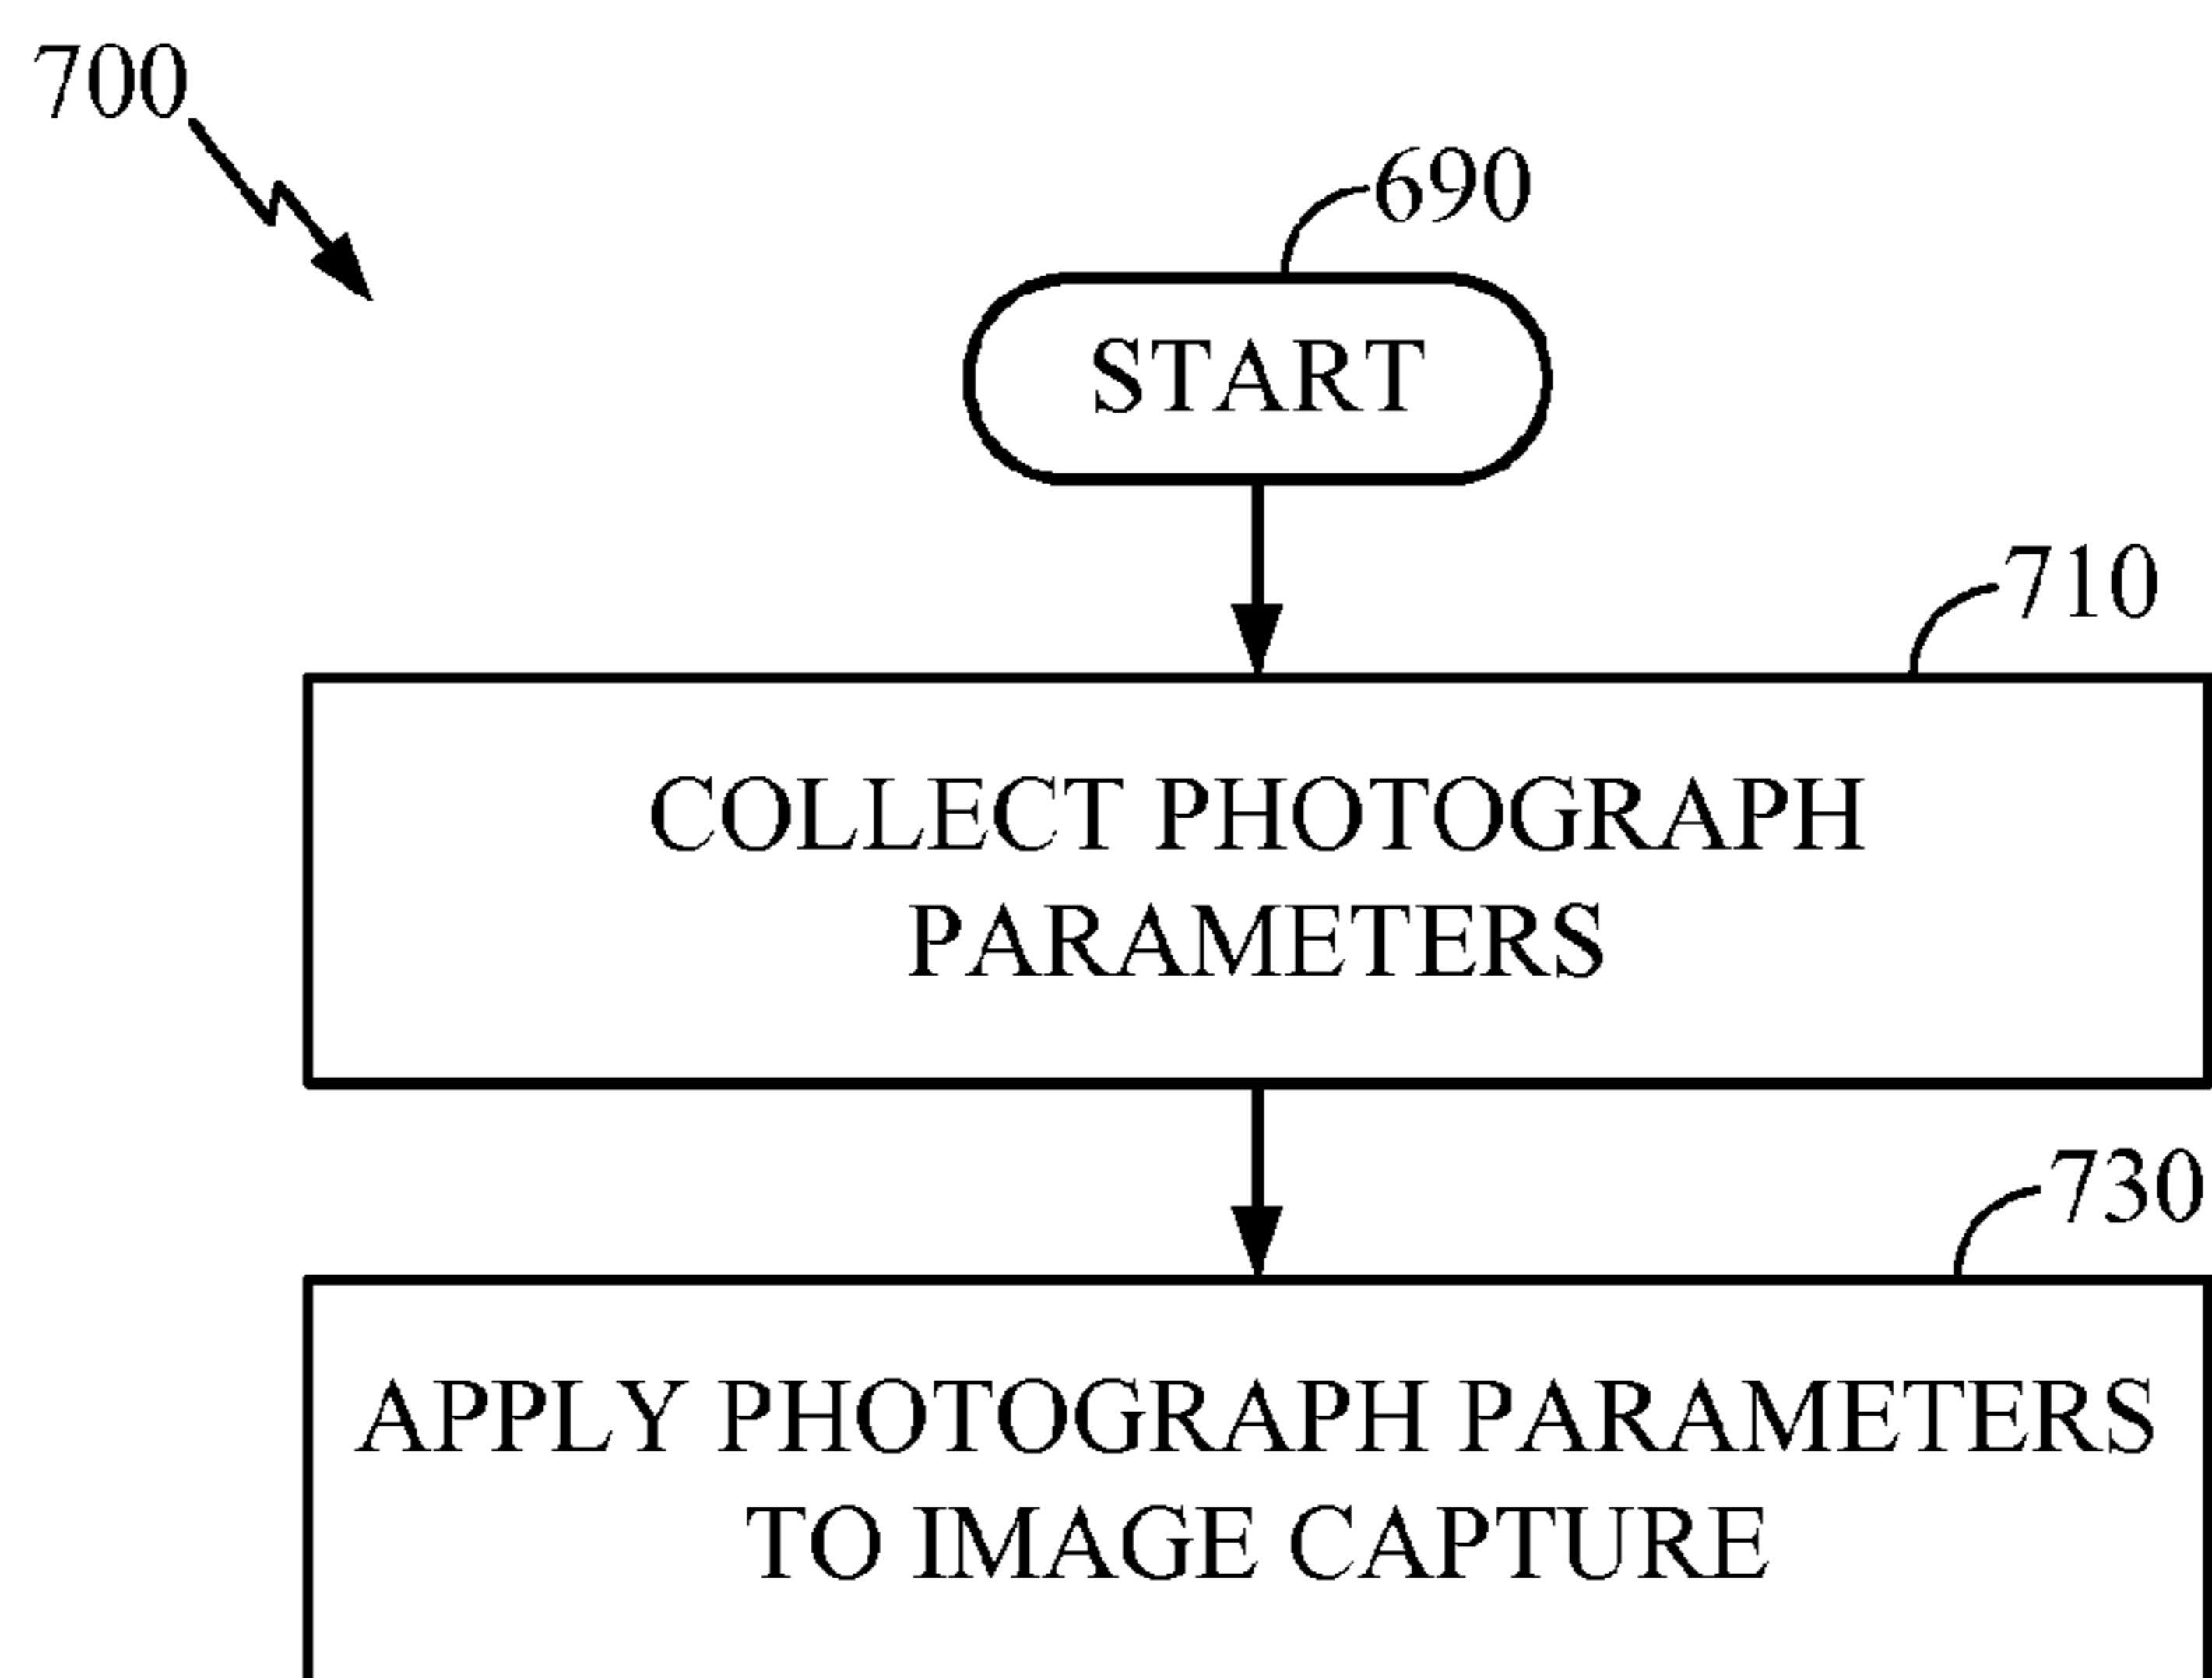 700
690
START
710
COLLECT PHOTOGRAPH
PARAMETERS
730
APPLY PHOTOGRAPH PARAMETERS
TO IMAGE CAPTURE